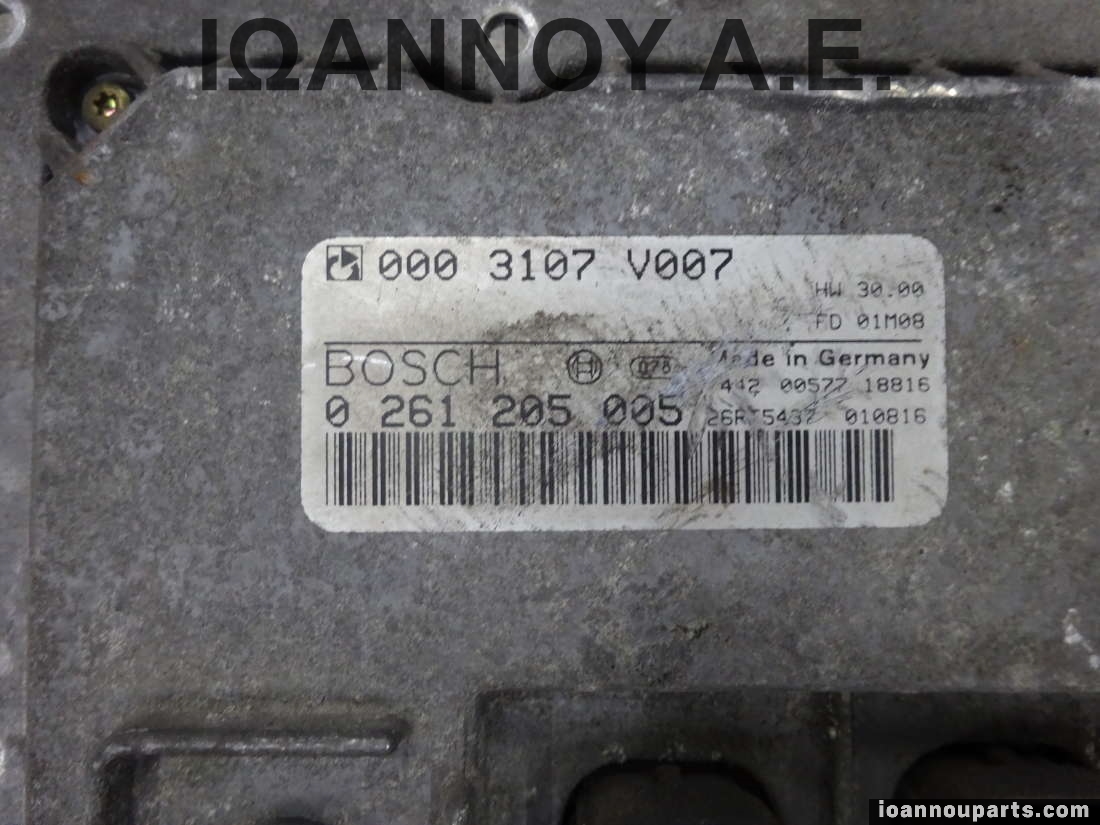 ΙΩΑΝΝΟΥ Α.Ε.
000 3107 V007
HW 30.00
FD 01M08
BOSCH
Made in Germany
442 00577 18816
0 261 205 005
010816
ioannouparts.com